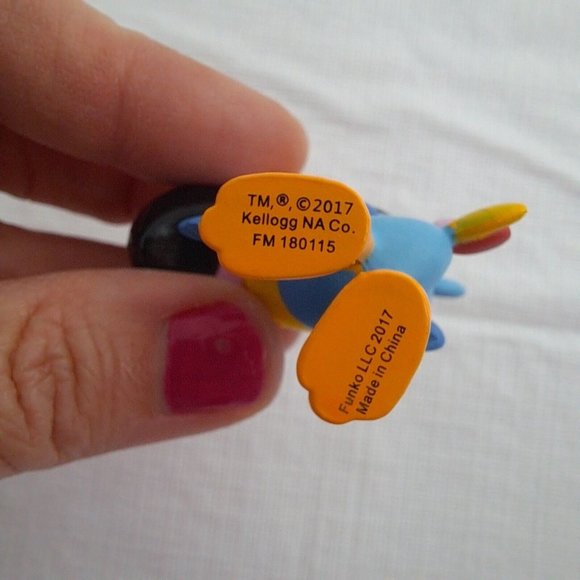 TM,®,©2017
Kellogg NA Co.
FM 180115
Funko LLC 2017
Made in China